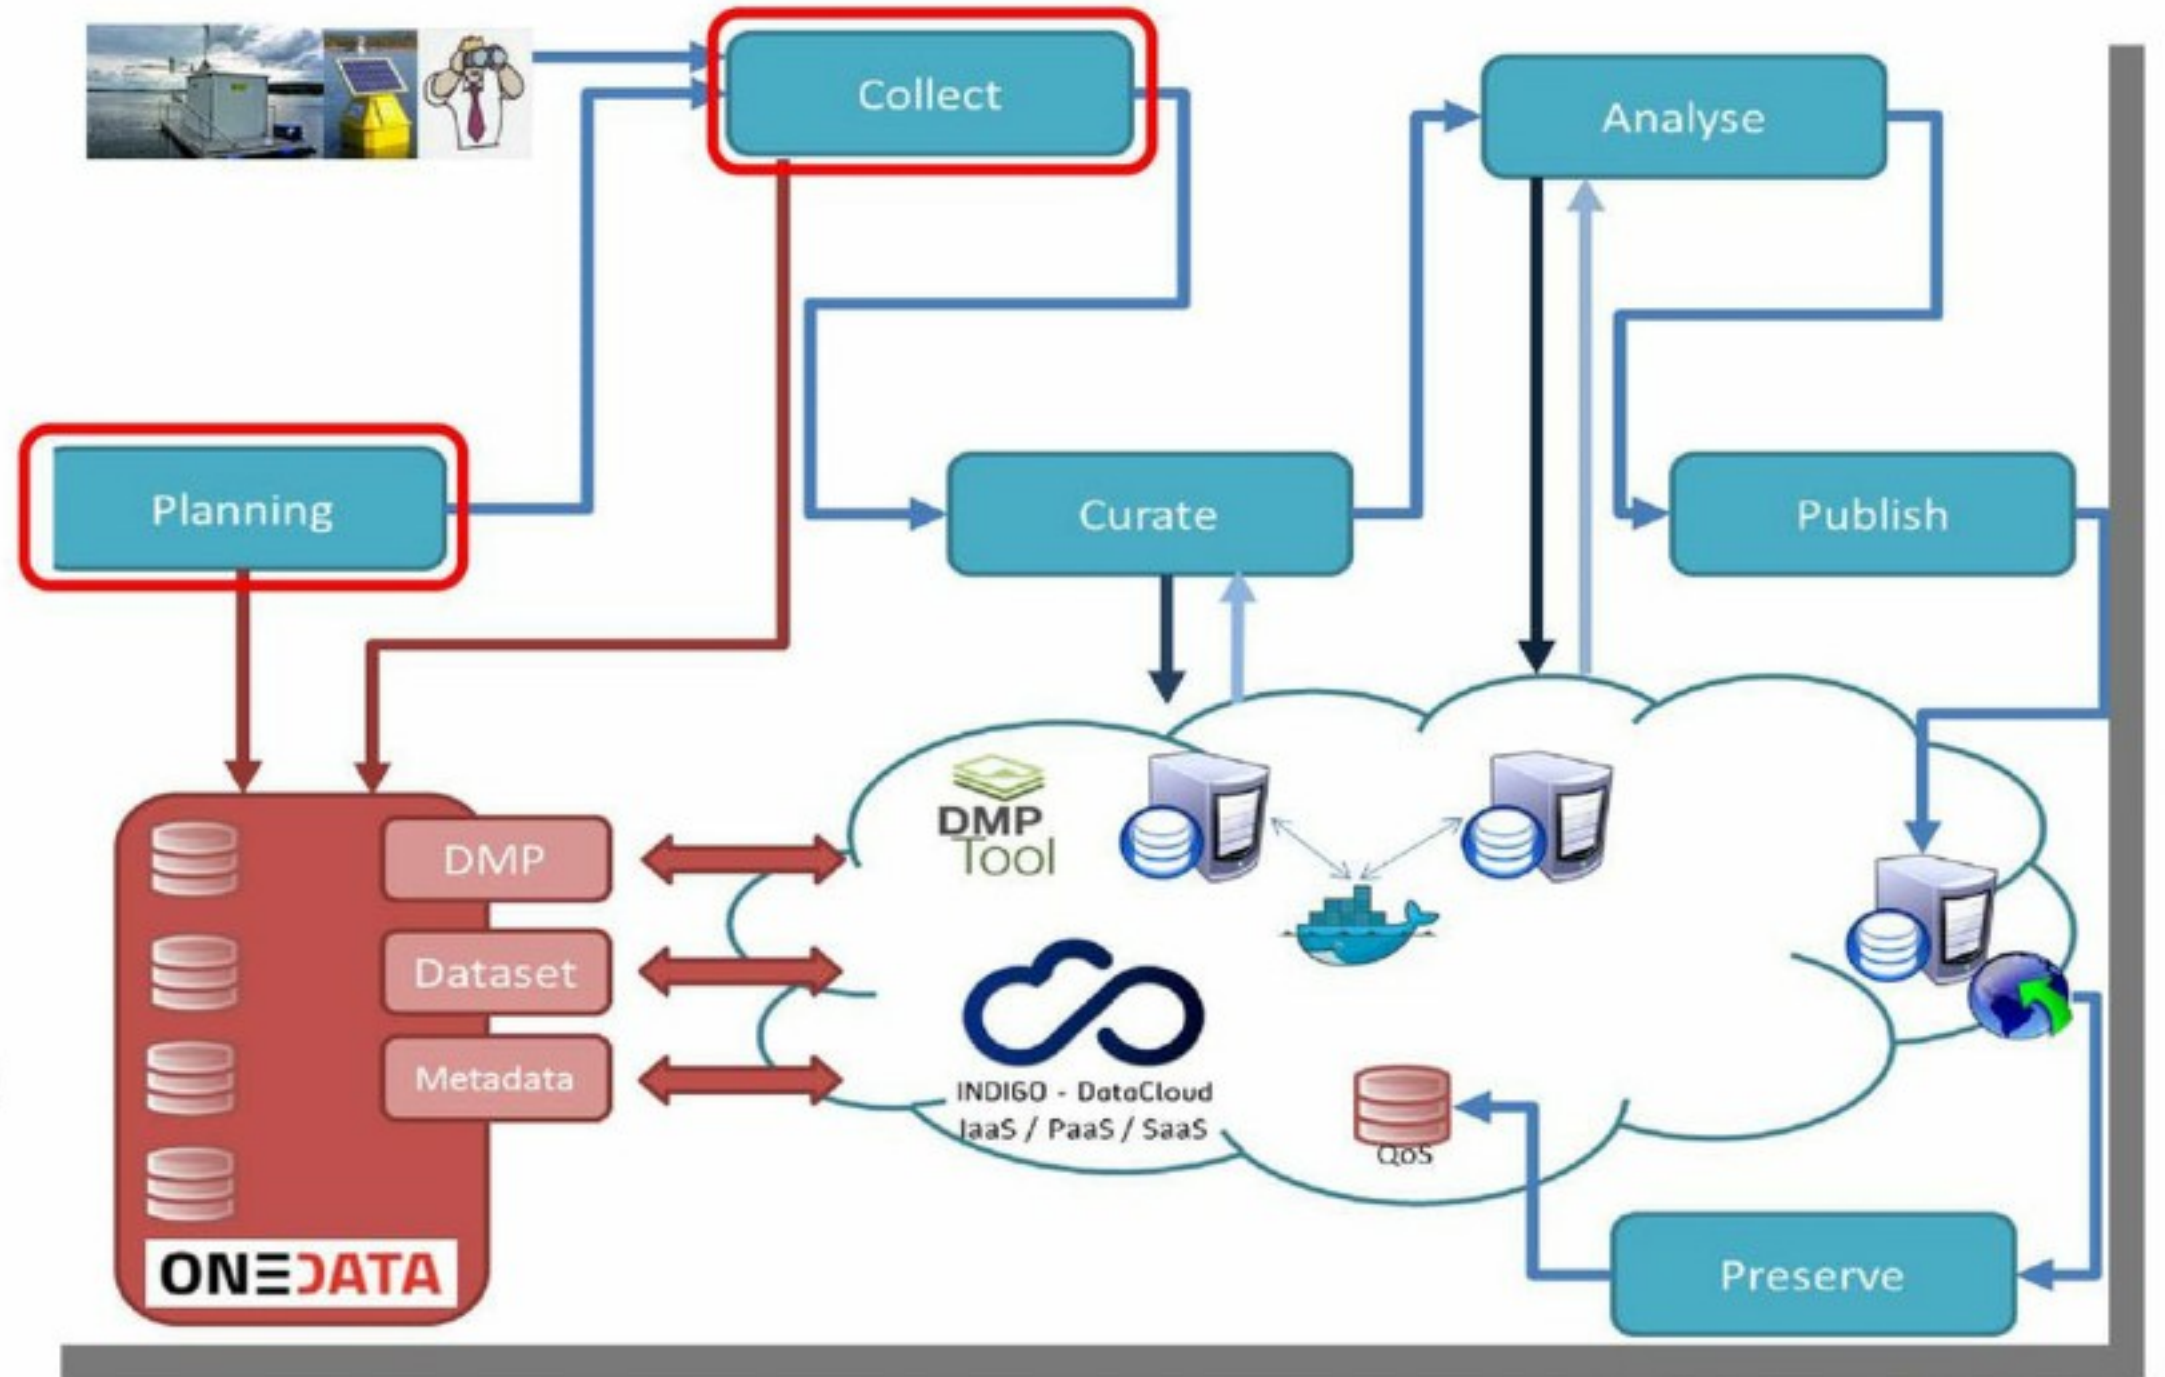 Collect
Analyse
Planning
Curate
Publish
DMP
Dataset
Metadata
ONEDATA
DMP
Tool
INDIGO - DataCloud
IaaS / PaaS / SaaS
QoS
Preserve